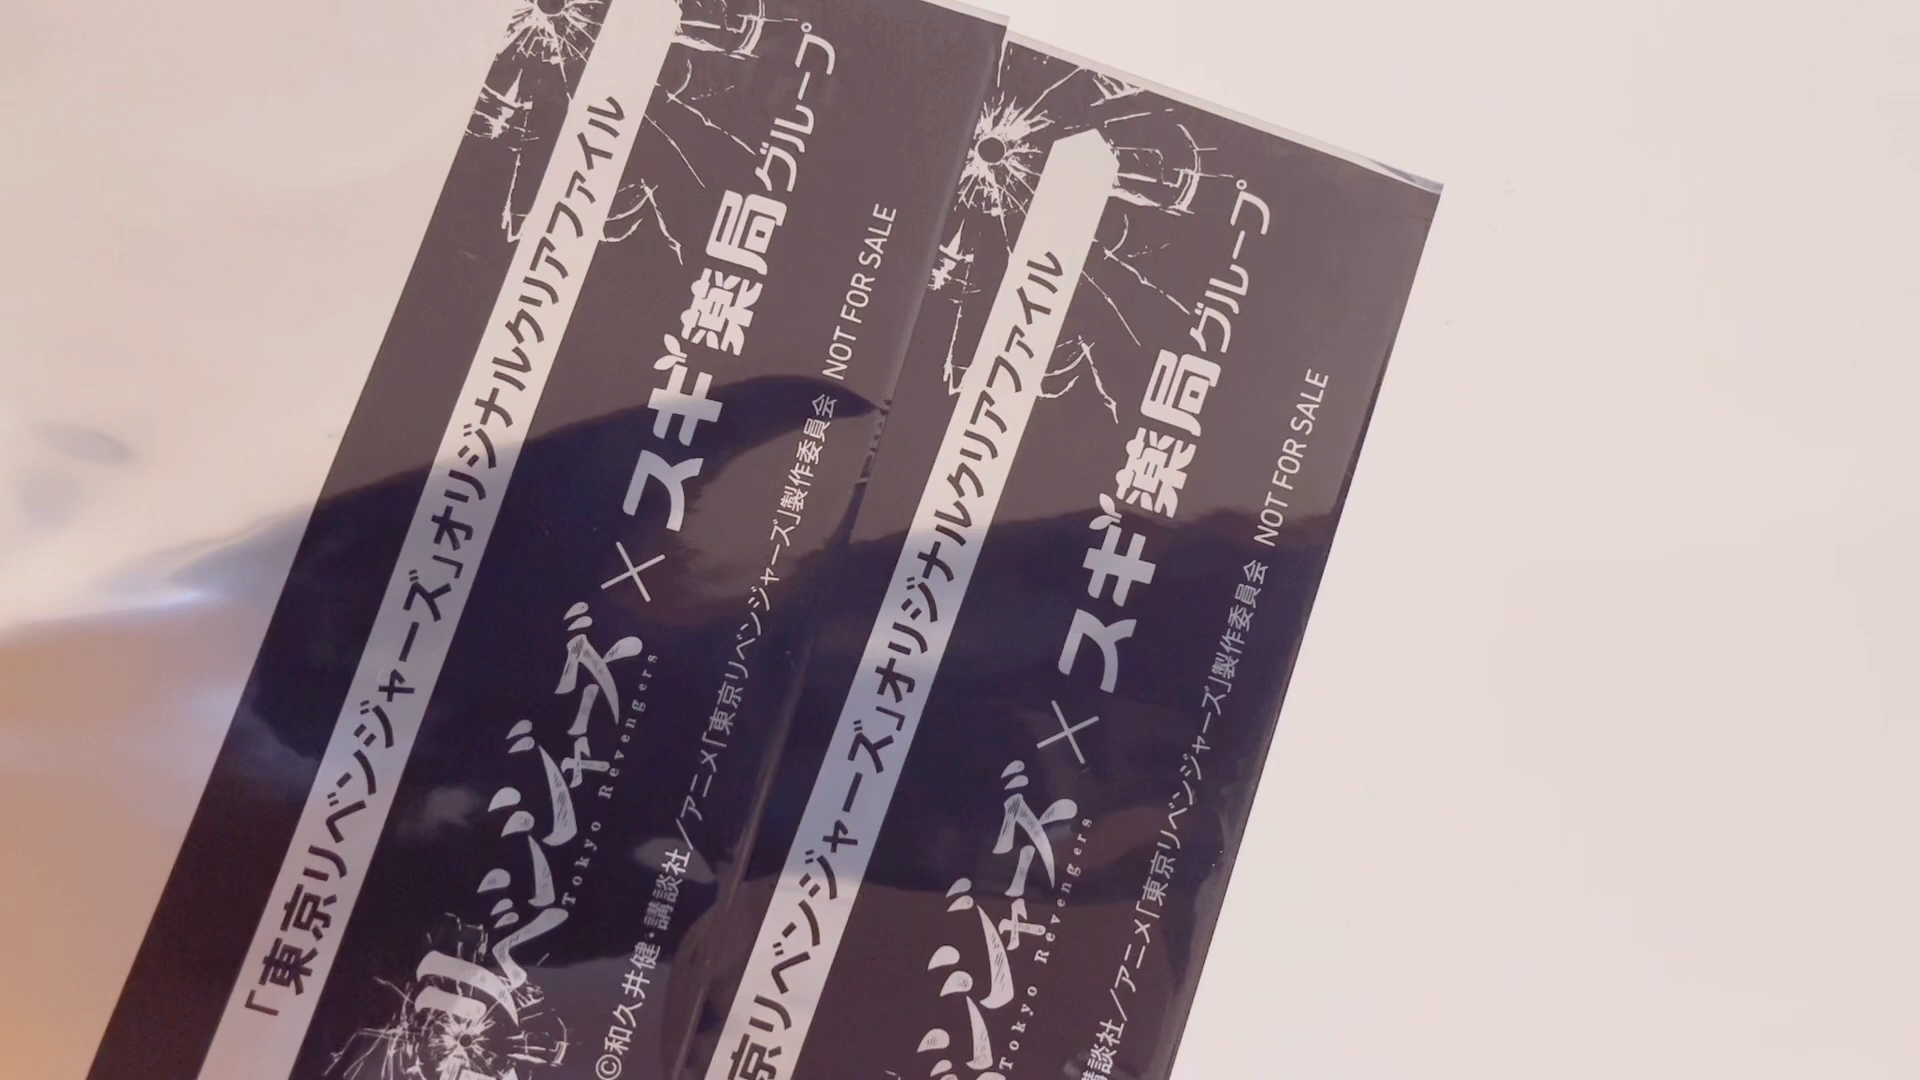 「東京リベンジャーズ」オリジナルクリアファイル
リベンジャーズ × スギ薬局グループ
Tokyo Revengers
©和久井健・講談社／アニメ「東京リベンジャーズ」製作委員会 NOT FOR SALE
京リベンジャーズ」オリジナルクリアファイル
ンジャーズ × スギ薬局グループ
Tokyo Revengers
講談社／アニメ「東京リベンジャーズ」製作委員会 NOT FOR SALE